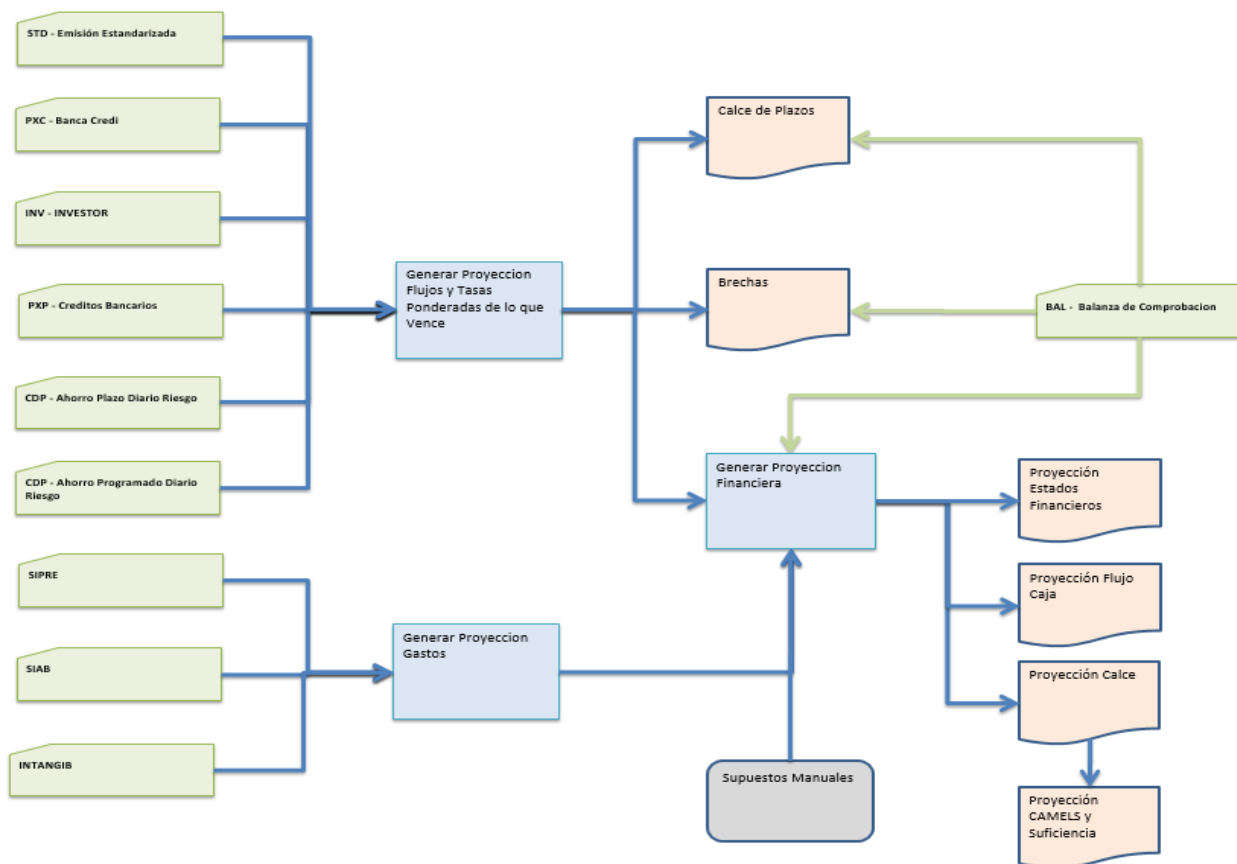 STD - Emisión Estandarizada
PXC - Banca Credi
INV - INVESTOR
PXP - Creditos Bancarios
CDP - Ahorro Plazo Diario Riesgo
CDP - Ahorro Programado Diario
Riesgo
SIPRE
SIAB
INTANGIB
Generar Proyeccion
Flujos y Tasas
Ponderadas de lo que
Vence
Generar Proyeccion
Gastos
Calce de Plazos
Brechas
Generar Proyeccion
Financiera
Supuestos Manuales
BAL - Balanza de Comprobacion
Proyección
Estados
Financieros
Proyección Flujo
Caja
Proyección Calce
Proyección
CAMELS y
Suficiencia